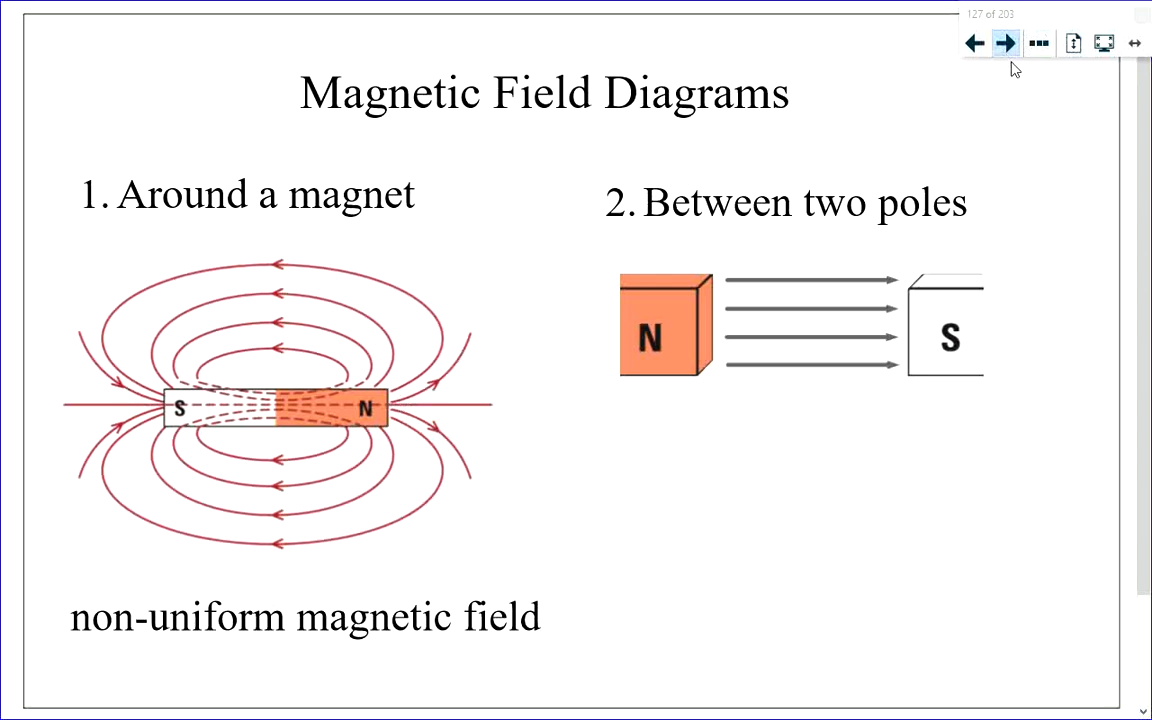 127 of 203
Magnetic Field Diagrams
1. Around a magnet
2. Between two poles
N
S
S
N
non-uniform magnetic field